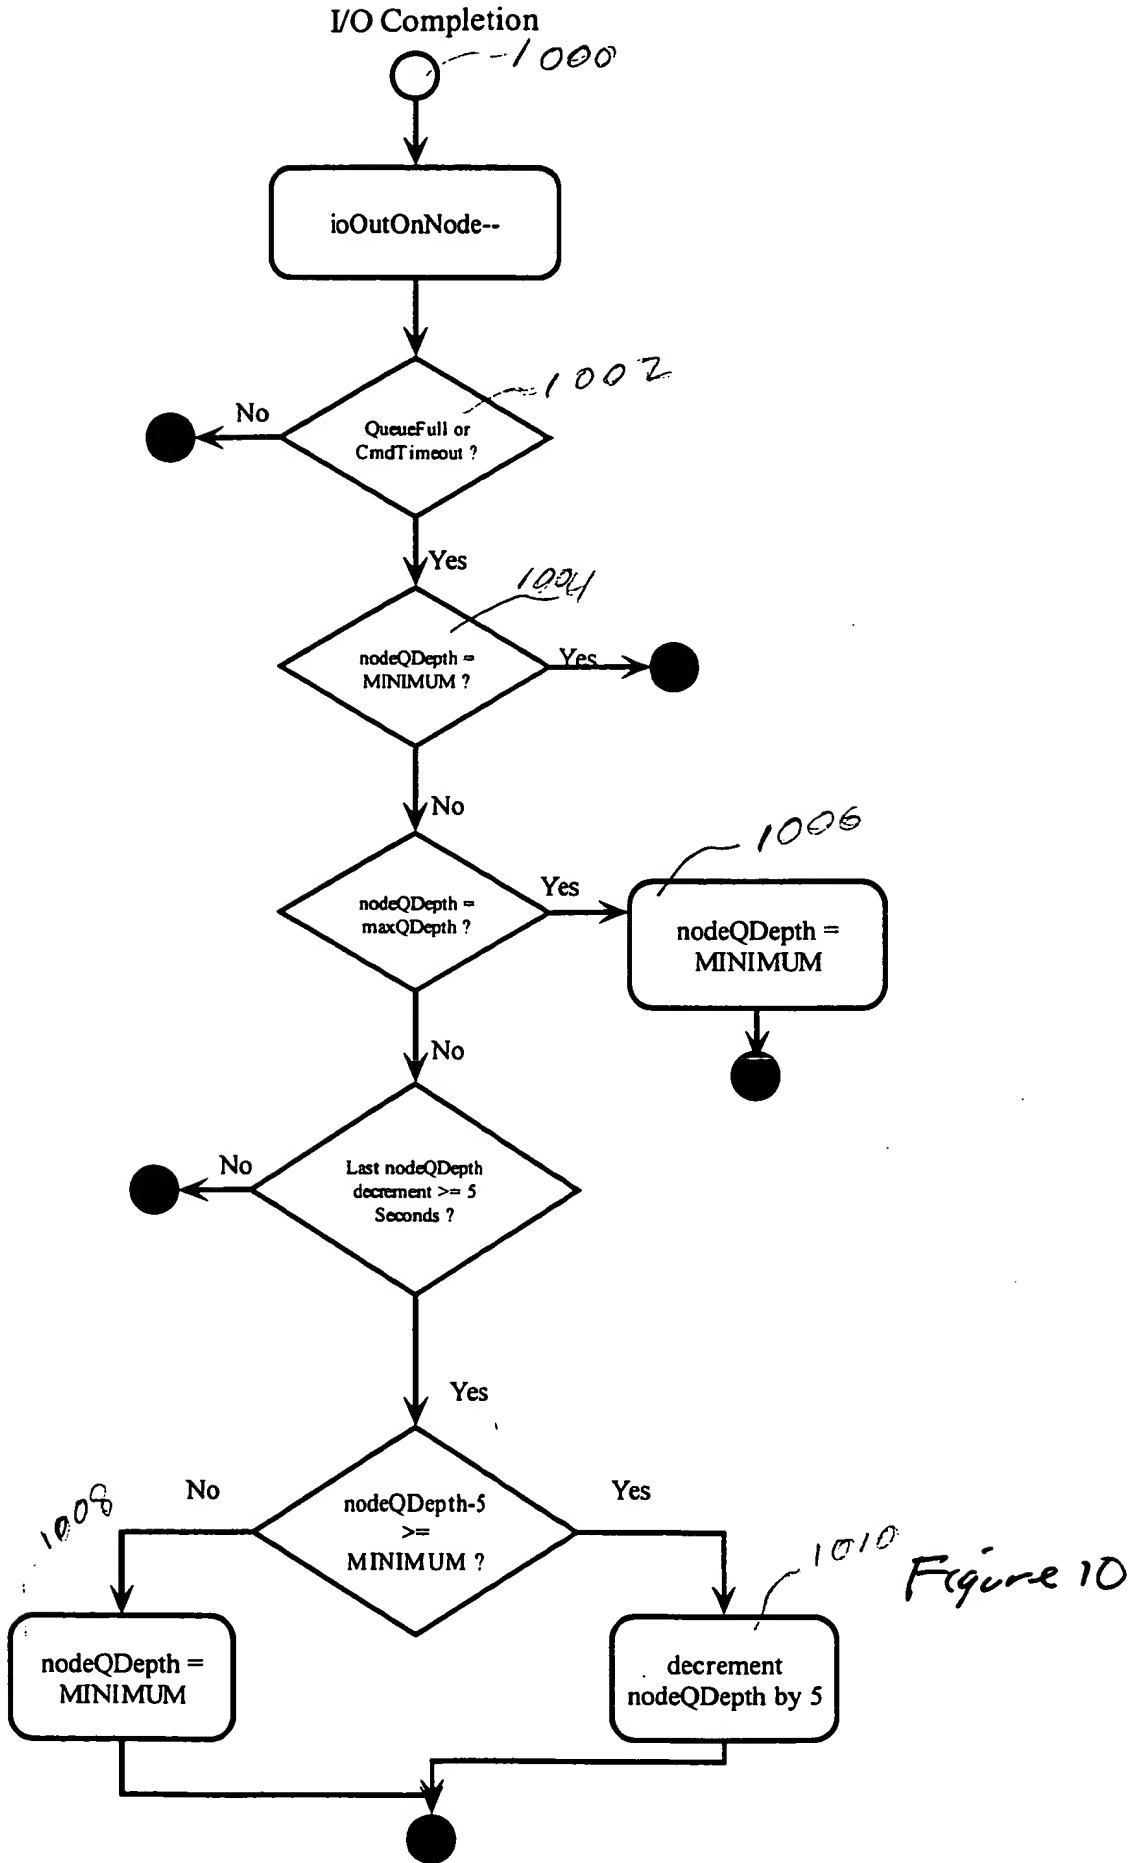 I/O Completion
1000
ioOutOnNode--
1002
No
QueueFull or
CmdTimeout ?
Yes
1004
nodeQDepth =
MINIMUM ?
Yes
No
1006
nodeQDepth =
maxQDepth ?
Yes
nodeQDepth =
MINIMUM
No
No
Last nodeQDepth
decrement >= 5
Seconds ?
Yes
No
nodeQDepth-5
>=
MINIMUM ?
Yes
1008
1010
Figure 10
nodeQDepth =
MINIMUM
decrement
nodeQDepth by 5